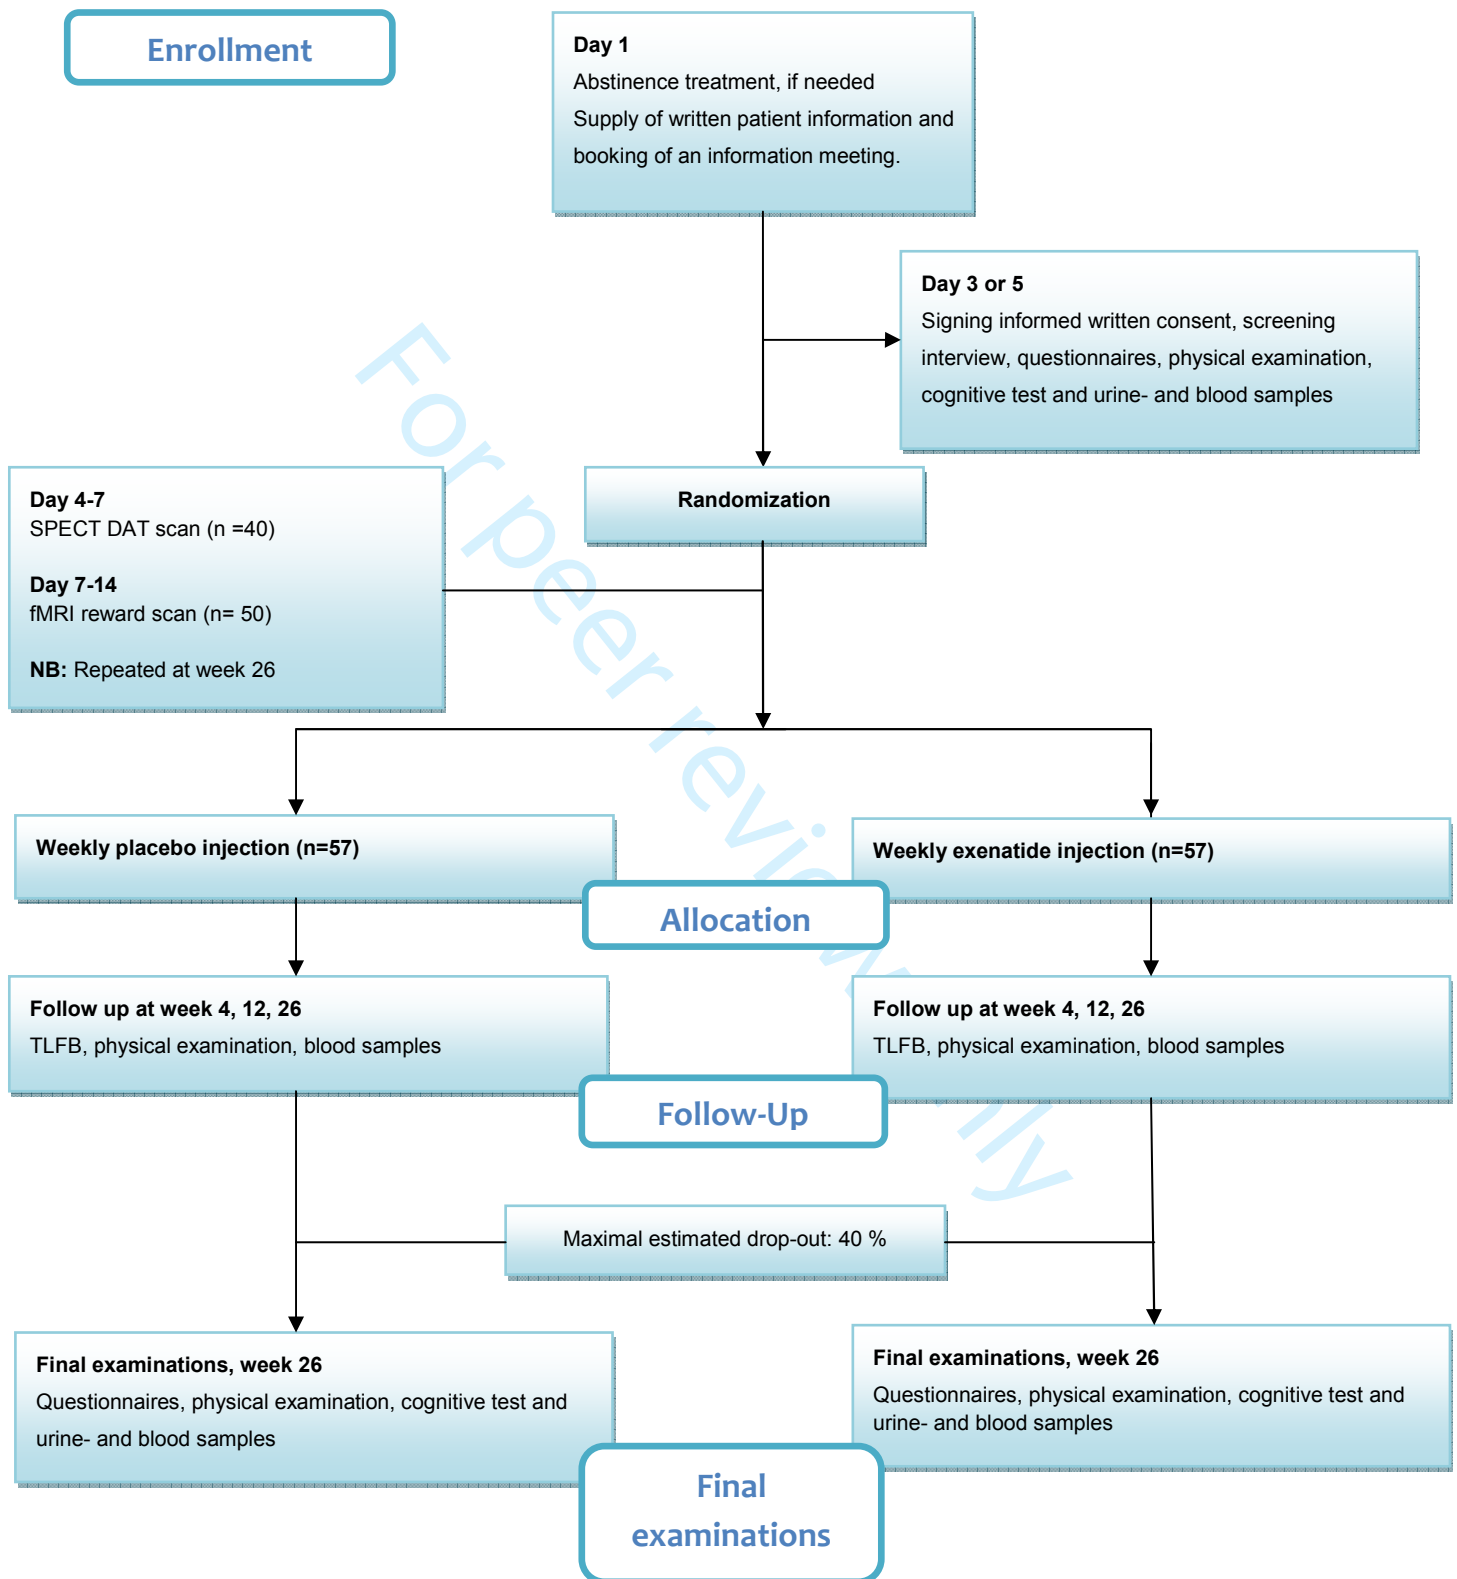 Enrollment
Day 1
Abstinence treatment, if needed
Supply of written patient information and
booking of an information meeting.
Day 3 or 5
Signing informed written consent, screening
interview, questionnaires, physical examination,
cognitive test and urine- and blood samples
Day 4-7
SPECT DAT scan (n =40)
Day 7-14
fMRI reward scan (n= 50)
NB: Repeated at week 26
Randomization
Weekly placebo injection (n=57)
Weekly exenatide injection (n=57)
Allocation
Follow up at week 4, 12, 26
TLFB, physical examination, blood samples
Follow up at week 4, 12, 26
TLFB, physical examination, blood samples
Follow-Up
Maximal estimated drop-out: 40 %
Final examinations, week 26
Questionnaires, physical examination, cognitive test and
urine- and blood samples
Final examinations, week 26
Questionnaires, physical examination, cognitive test and
urine- and blood samples
Final
examinations
For peer review only